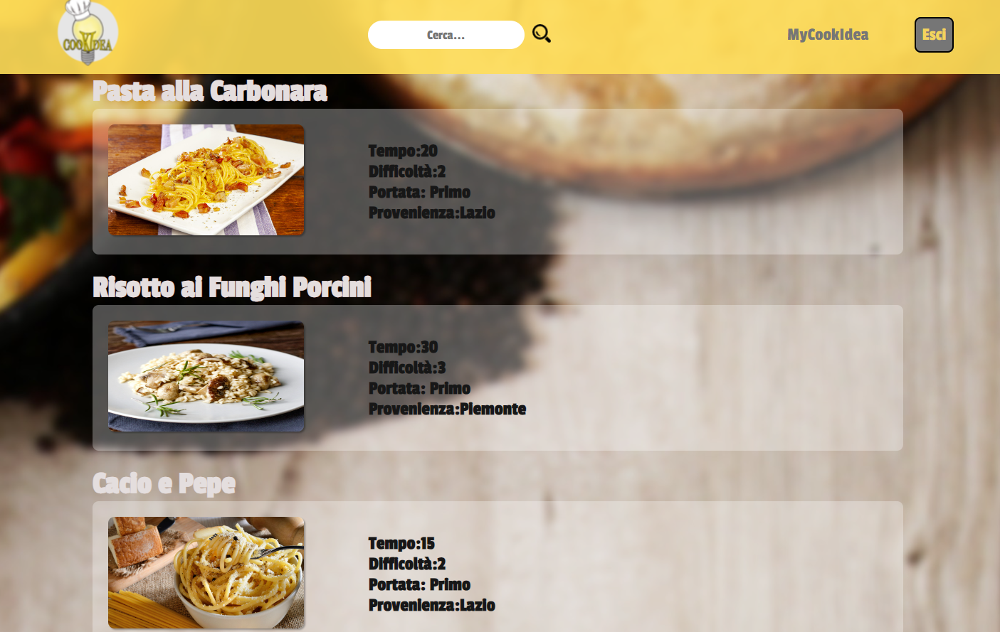 COOKIDEA
Cerca...
MyCookIdea
Esci
Pasta alla Carbonara
Tempo:20
Difficoltà:2
Portata: Primo
Provenienza:Lazio
Risotto ai Funghi Porcini
Tempo:30
Difficoltà:3
Portata: Primo
Provenienza:Piemonte
Cacio e Pepe
Tempo:15
Difficoltà:2
Portata: Primo
Provenienza:Lazio